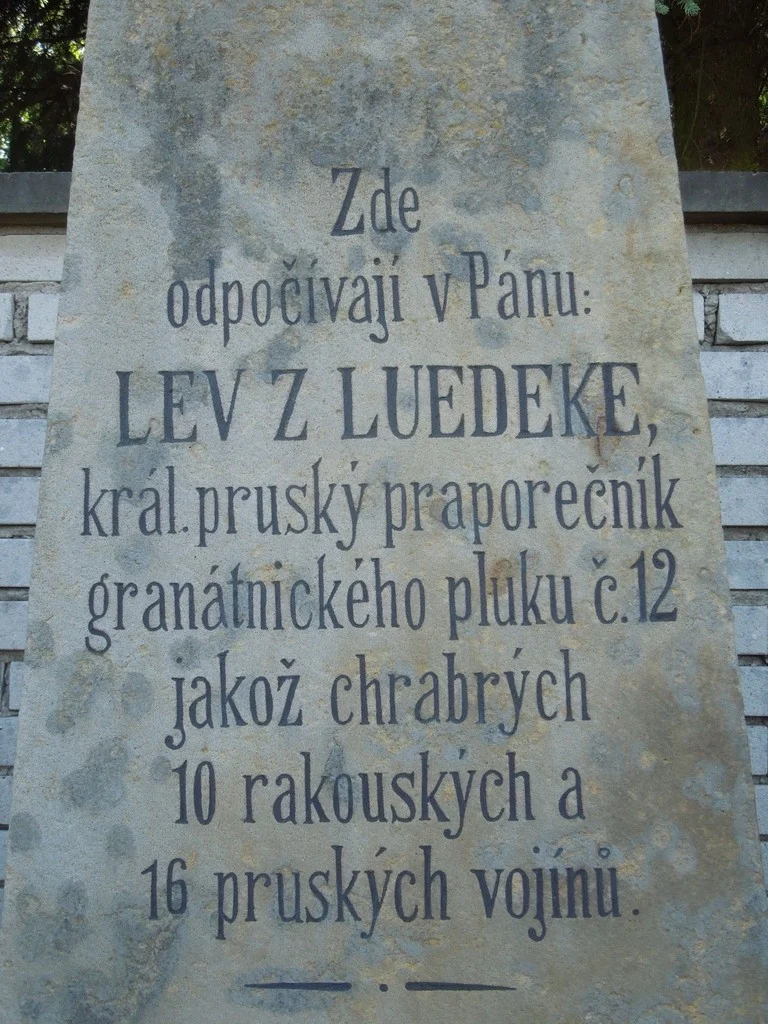 Zde
odpočívají v Pánu:
LEV Z LUEDEKE,
král. pruský praporečník
granátnického pluku č.12
jakož chrabrých
10 rakouských a
16 pruských vojínů.